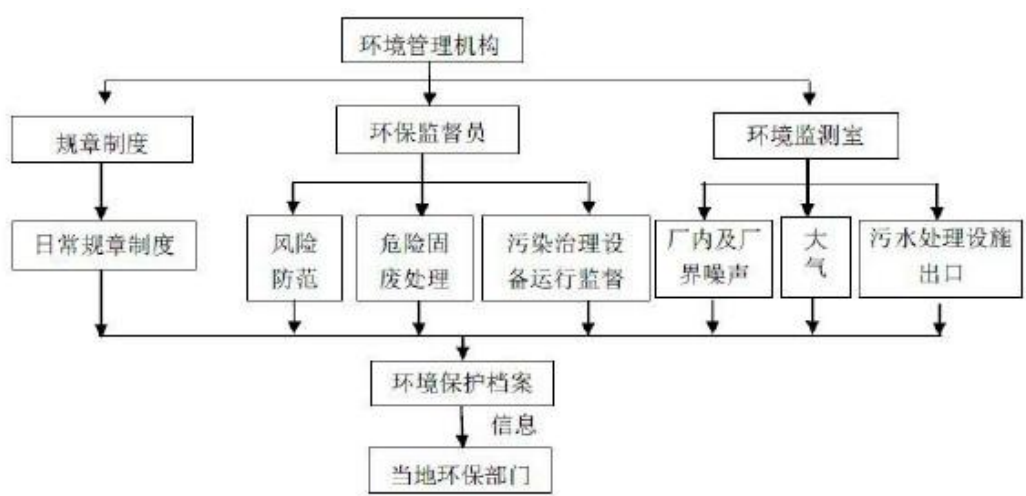 环境管理机构
规章制度
环保监督员
环境监测室
日常规章制度
风险
防范
危险固
废处理
污染治理设
备运行监督
厂内及厂
界噪声
大
气
污水处理设施
出口
环境保护档案
信息
当地环保部门